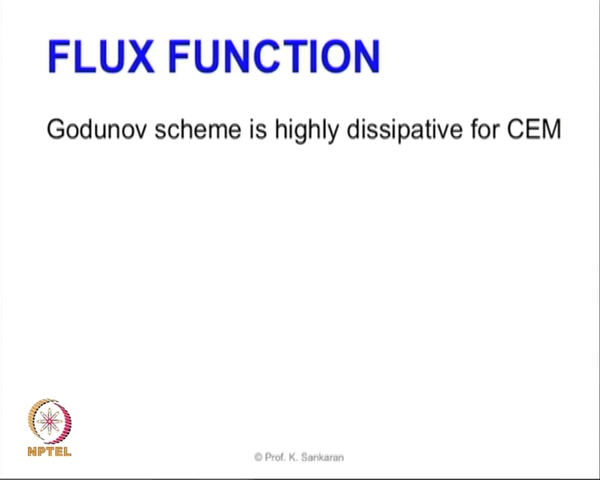 FLUX FUNCTION
Godunov scheme is highly dissipative for CEM
NPTEL
© Prof. K. Sankaran